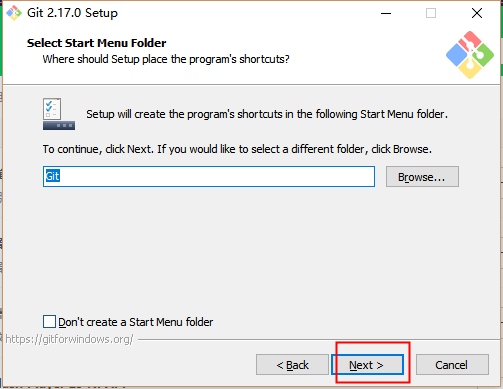 Git 2.17.0 Setup
Select Start Menu Folder
Where should Setup place the program's shortcuts?
Setup will create the program's shortcuts in the following Start Menu folder.
To continue, click Next. If you would like to select a different folder, click Browse.
Git
Browse...
Don't create a Start Menu folder
https://gitforwindows.org/
< Back
Next >
Cancel